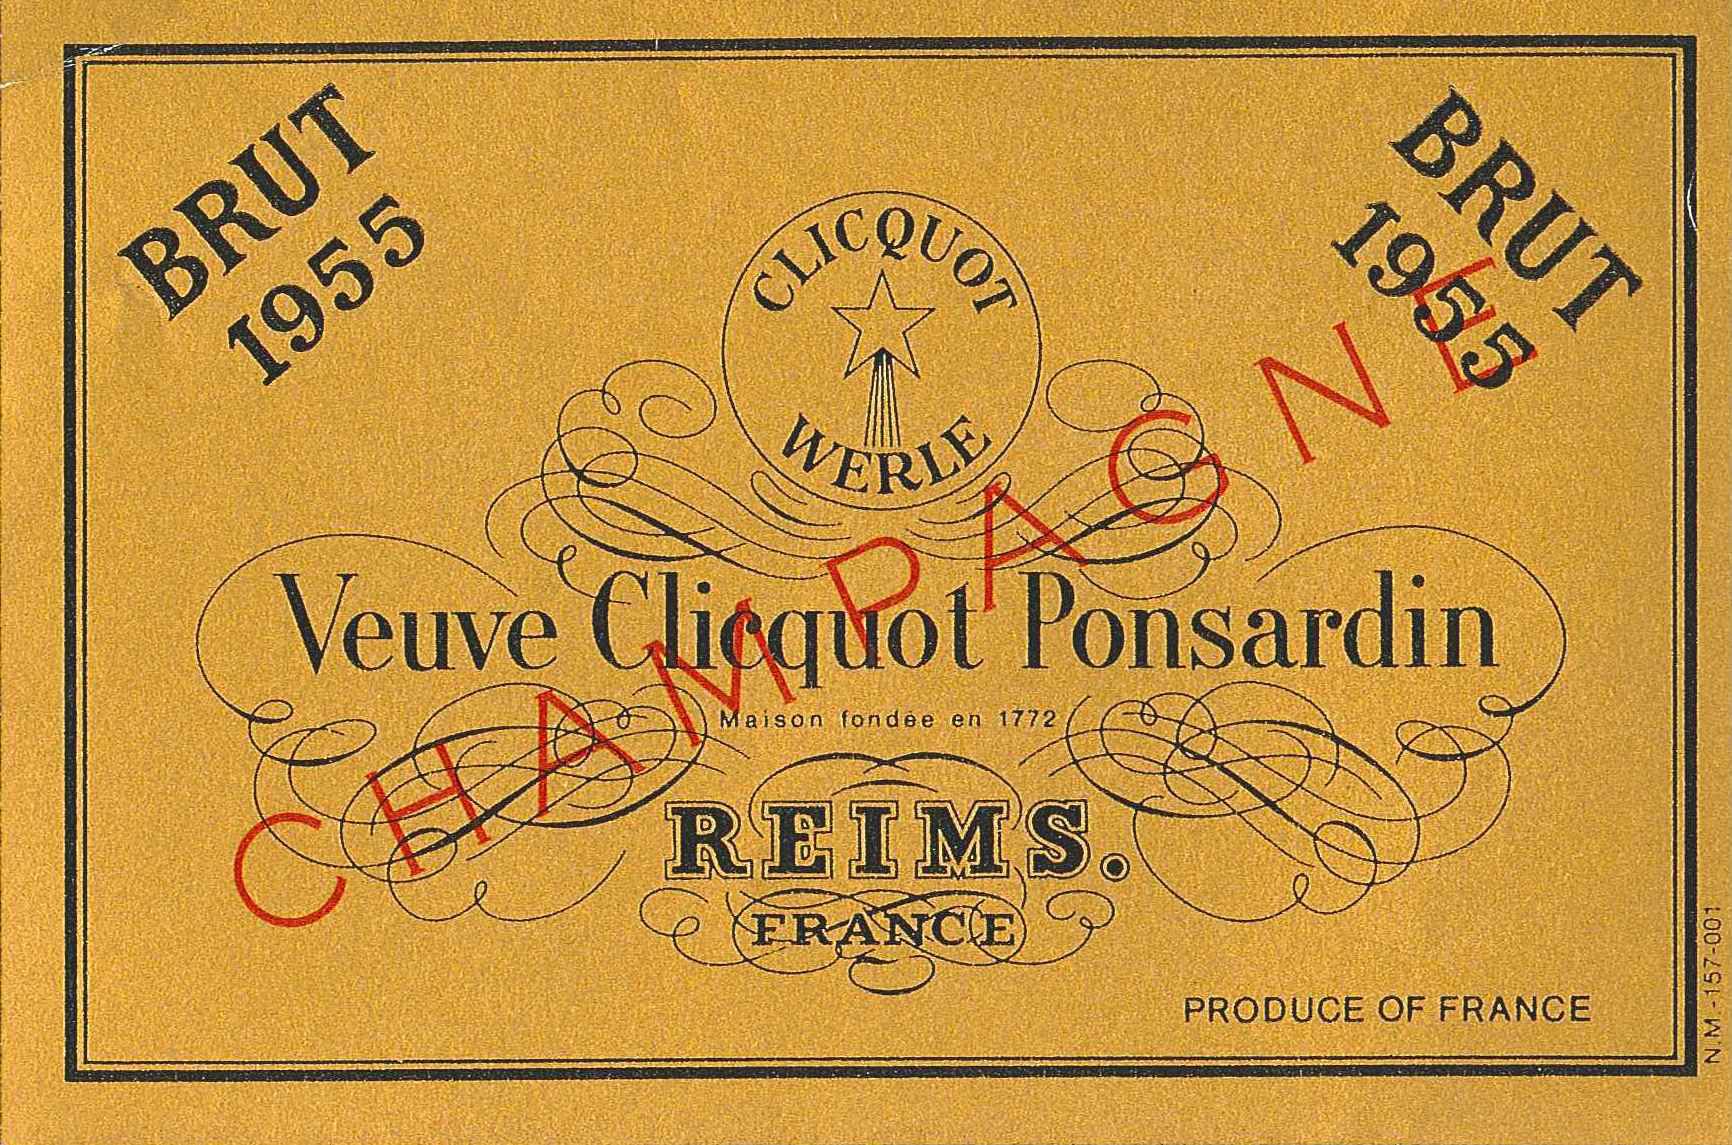 BRUT
1955
BRUT
1955
CLICQUOT
WERLE
CHAMPAGNE
Veuve Clicquot Ponsardin
Maison fondée en 1772
REIMS.
FRANCE
PRODUCE OF FRANCE
N.M.-157-001